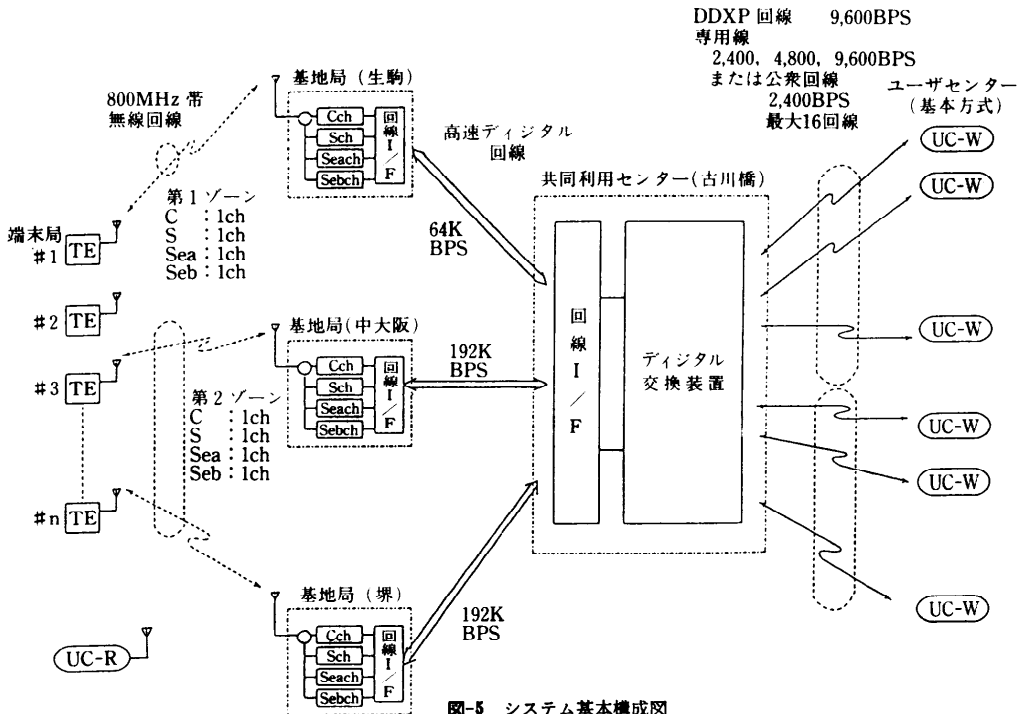 DDXP 回線 9,600BPS
専用線
2,400, 4,800, 9,600BPS
または公衆回線
2,400BPS
最大16回線
ユーザセンター
(基本方式)
UC-W
UC-W
UC-W
UC-W
UC-W
UC-W
800MHz 帯
無線回線
基地局 (生駒)
Cch
Sch
Seach
Sebch
回線I/F
高速ディジタル
回線
64K
BPS
共同利用センター(古川橋)
回線I/F
ディジタル
交換装置
第1ゾーン
C : 1ch
S : 1ch
Sea : 1ch
Seb : 1ch
端末局
#1 TE
#2 TE
#3 TE
#n TE
基地局(中大阪)
Cch
Sch
Seach
Sebch
回線I/F
192K
BPS
第2ゾーン
C : 1ch
S : 1ch
Sea : 1ch
Seb : 1ch
基地局 (堺)
Cch
Sch
Seach
Sebch
回線I/F
192K
BPS
UC-R
図-5 システム基本構成図